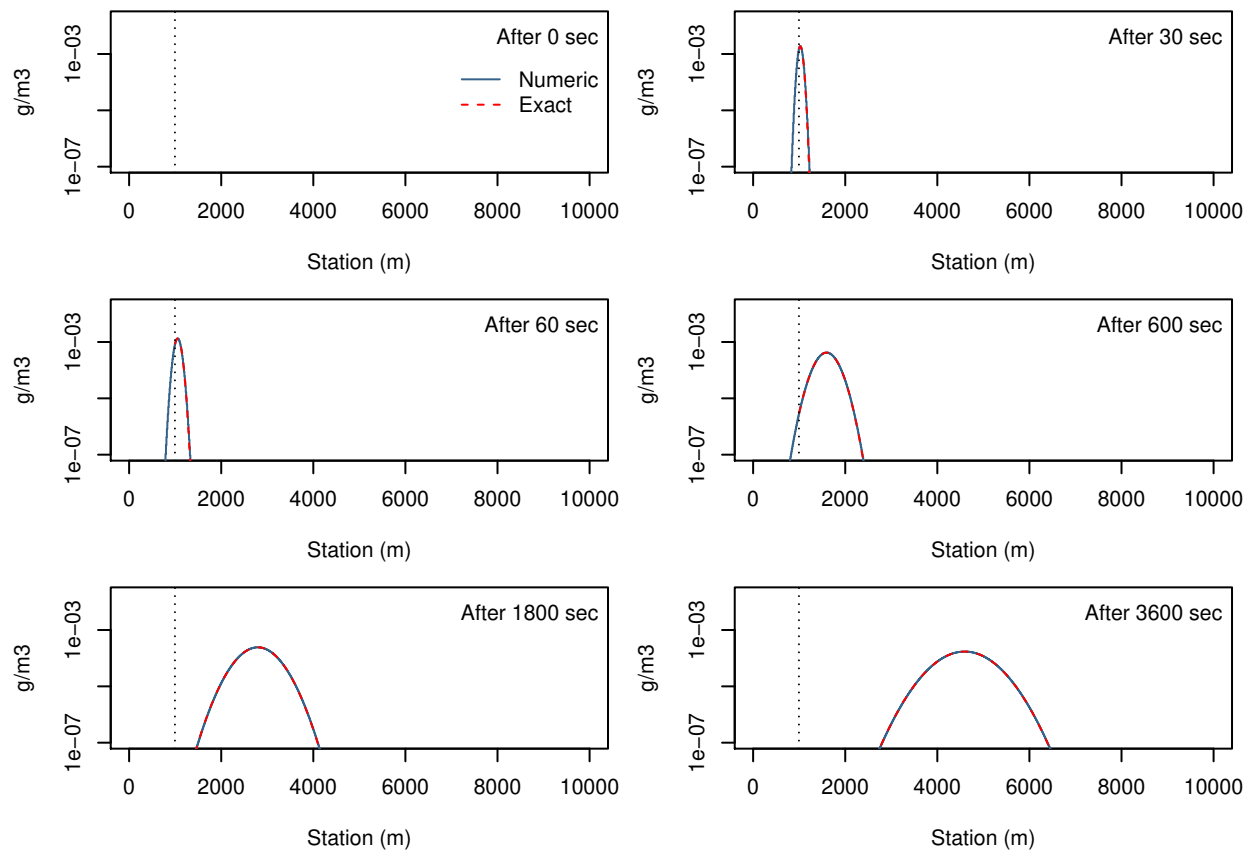 After 0 sec
Numeric
Exact
g/m3
1e-03
1e-07
0 2000 4000 6000 8000 10000
Station (m)
After 30 sec
g/m3
1e-03
1e-07
0 2000 4000 6000 8000 10000
Station (m)
After 60 sec
g/m3
1e-03
1e-07
0 2000 4000 6000 8000 10000
Station (m)
After 600 sec
g/m3
1e-03
1e-07
0 2000 4000 6000 8000 10000
Station (m)
After 1800 sec
g/m3
1e-03
1e-07
0 2000 4000 6000 8000 10000
Station (m)
After 3600 sec
g/m3
1e-03
1e-07
0 2000 4000 6000 8000 10000
Station (m)